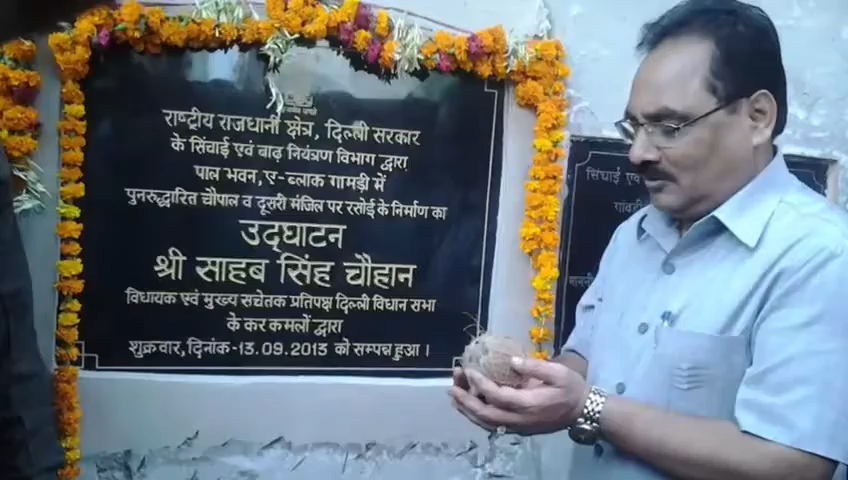 राष्ट्रीय राजधानी क्षेत्र, दिल्ली सरकार
के सिंचाई एवं बाढ़ नियंत्रण विभाग द्वारा
पाल भवन, ए-ब्लाक गामड़ी में
पुनरुद्धारित चौपाल व दूसरी मंजिल पर रसोई के निर्माण का
उद्घाटन
श्री साहब सिंह चौहान
विधायक एवं मुख्य सचेतक प्रतिपक्ष दिल्ली विधान सभा
के कर कमलों द्वारा
शुक्रवार, दिनांक-13.09.2013 को सम्पन्न हुआ ।
सिंचाई